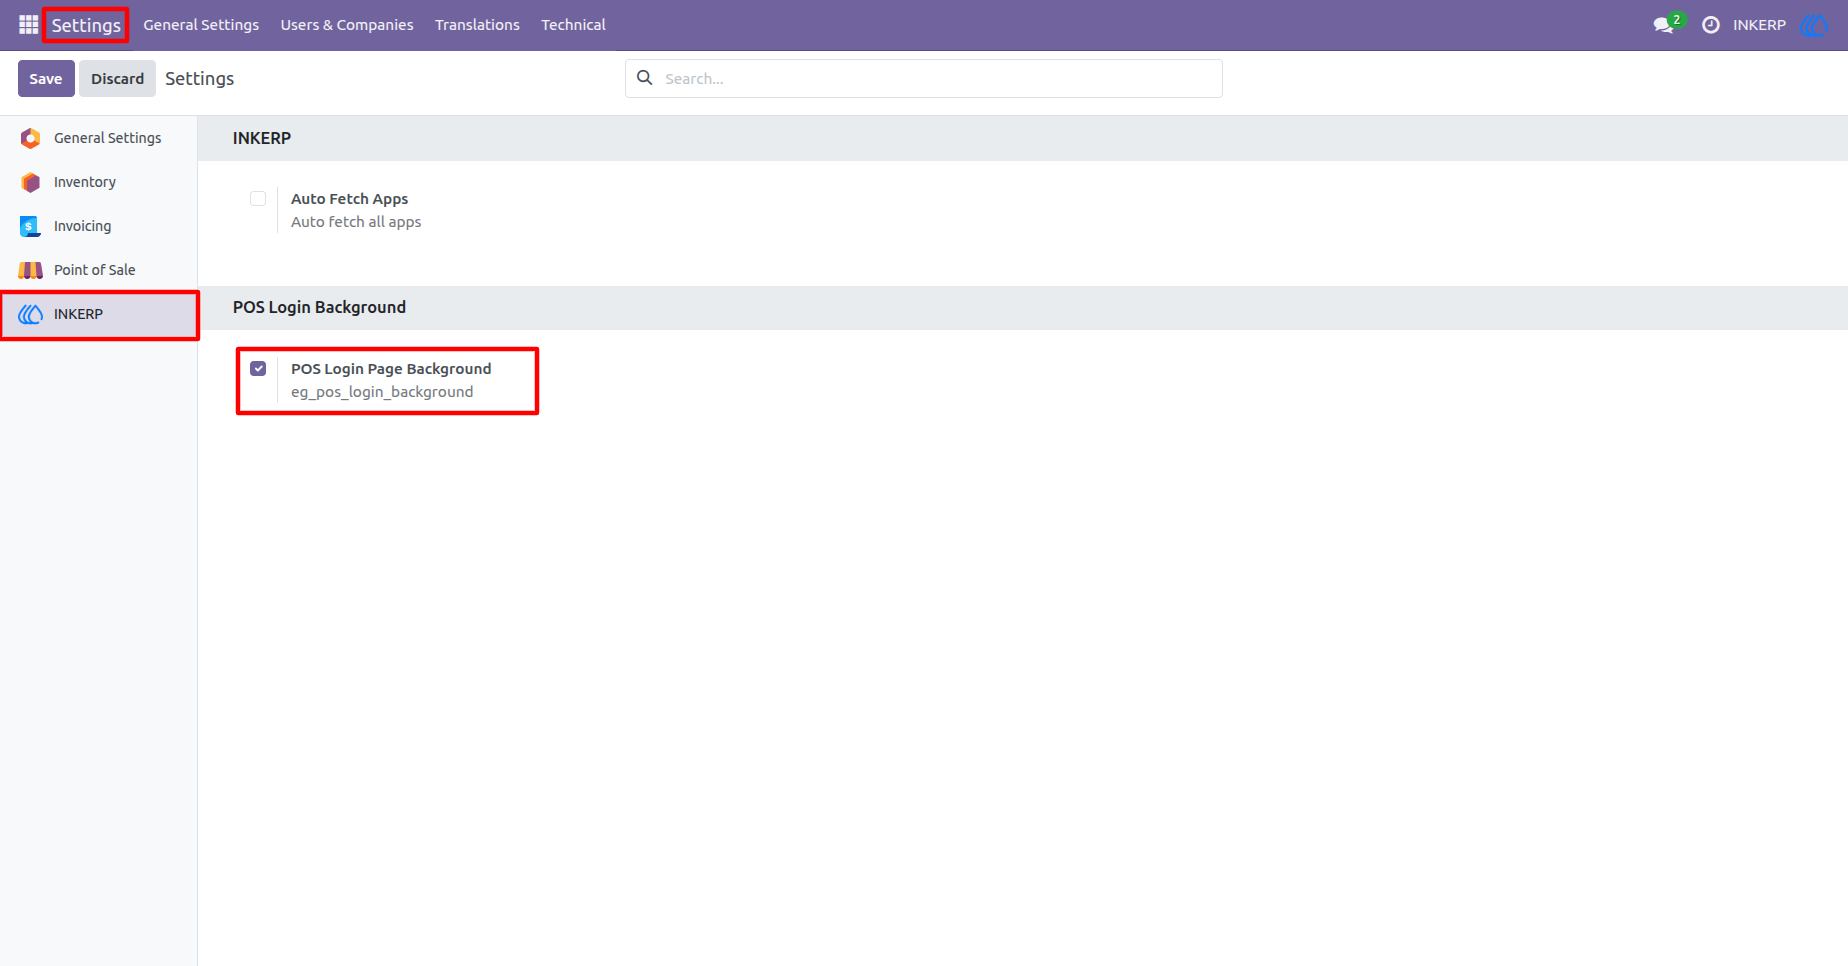 Settings General Settings Users & Companies Translations Technical 2 INKERP
Save Discard Settings Search...
General Settings
Inventory
Invoicing
Point of Sale
INKERP
INKERP
Auto Fetch Apps
Auto fetch all apps
POS Login Background
POS Login Page Background
eg_pos_login_background